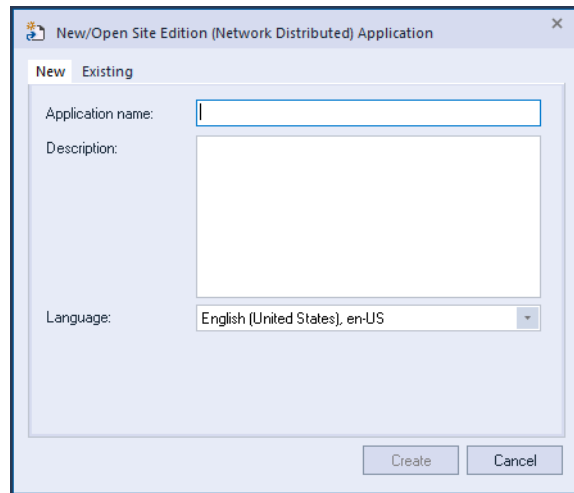 New/Open Site Edition (Network Distributed) Application
New Existing
Application name:
Description:
Language: English (United States), en-US
Create Cancel